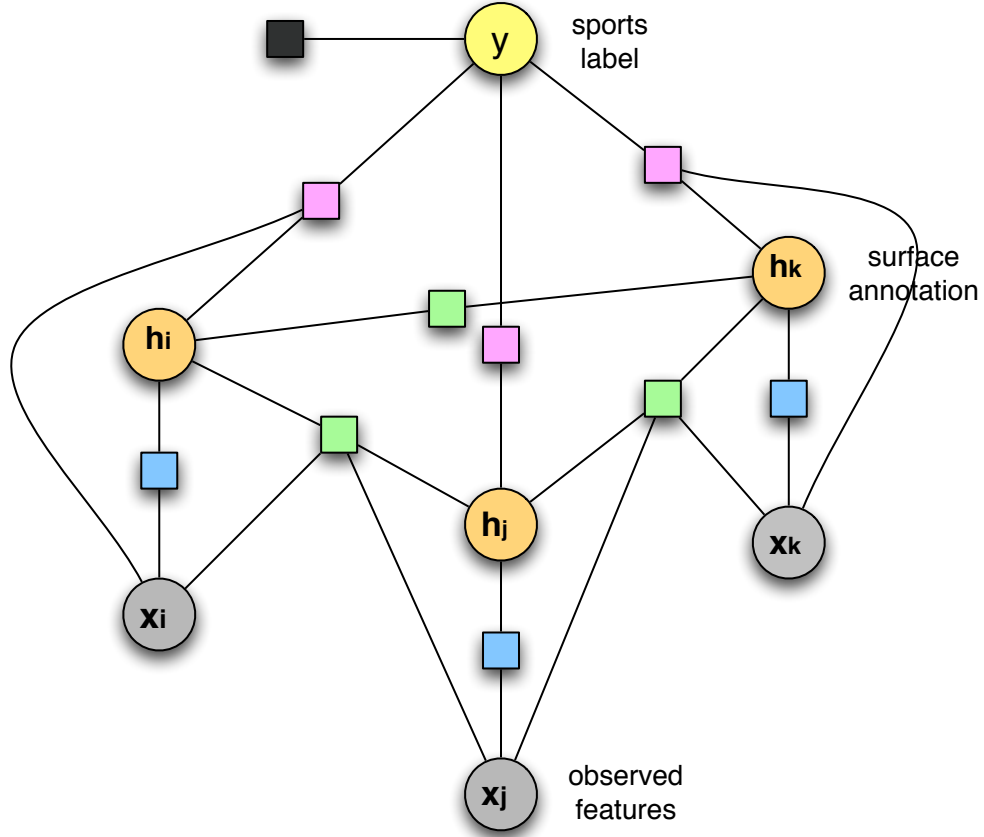 y
sports
label
hk
surface
annotation
hi
hj
xk
xi
xj
observed
features